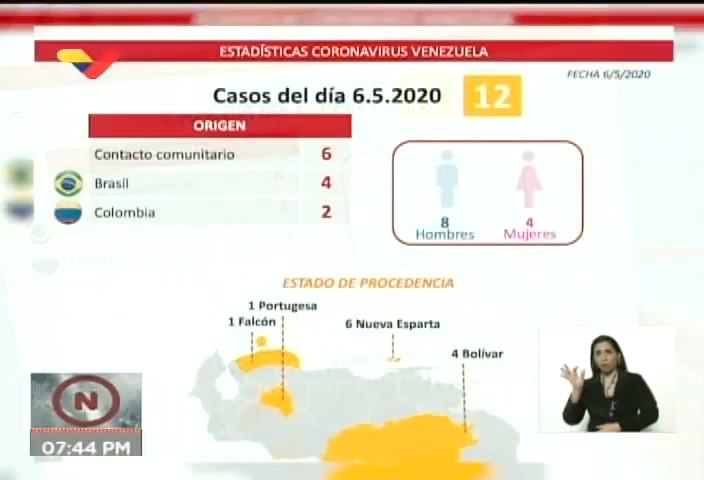 ESTADÍSTICAS CORONAVIRUS VENEZUELA
FECHA 6/5/2020
Casos del día 6.5.2020 12
ORIGEN
Contacto comunitario 6
Brasil 4
Colombia 2
8 4
Hombres Mujeres
ESTADO DE PROCEDENCIA
1 Portugesa
1 Falcón 6 Nueva Esparta
4 Bolívar
N
07:44 PM